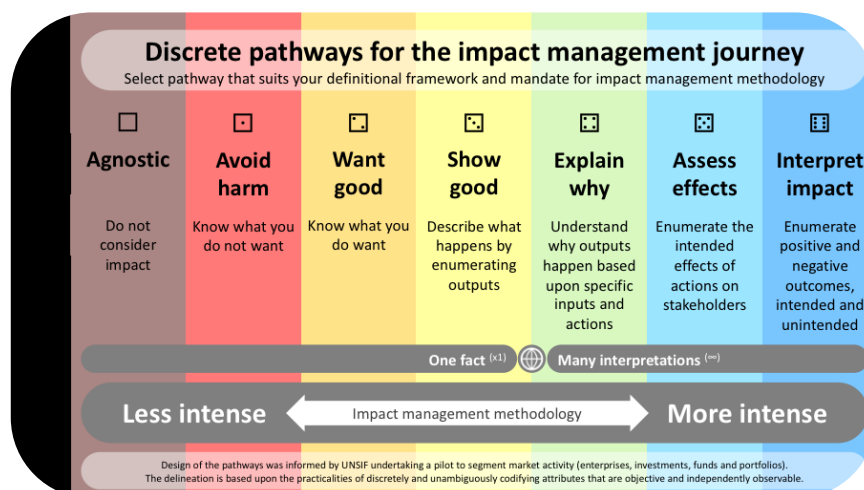 Discrete pathways for the impact management journey
Select pathway that suits your definitional framework and mandate for impact management methodology
Agnostic
Do not
consider
impact
Avoid
harm
Know what you
do not want
Want
good
Know what you
do want
Show
good
Describe what
happens by
enumerating
outputs
Explain
why
Understand
why outputs
happen based
upon specific
inputs and
actions
Assess
effects
Enumerate the
intended
effects of
actions on
stakeholders
Interpret
impact
Enumerate
positive and
negative
outcomes,
intended and
unintended
One fact (x1)
Many interpretations (∞)
Less intense
Impact management methodology
More intense
Design of the pathways was informed by UNSIF undertaking a pilot to segment market activity (enterprises, investments, funds and portfolios).
The delineation is based upon the practicalities of discretely and unambiguously codifying attributes that are objective and independently observable.